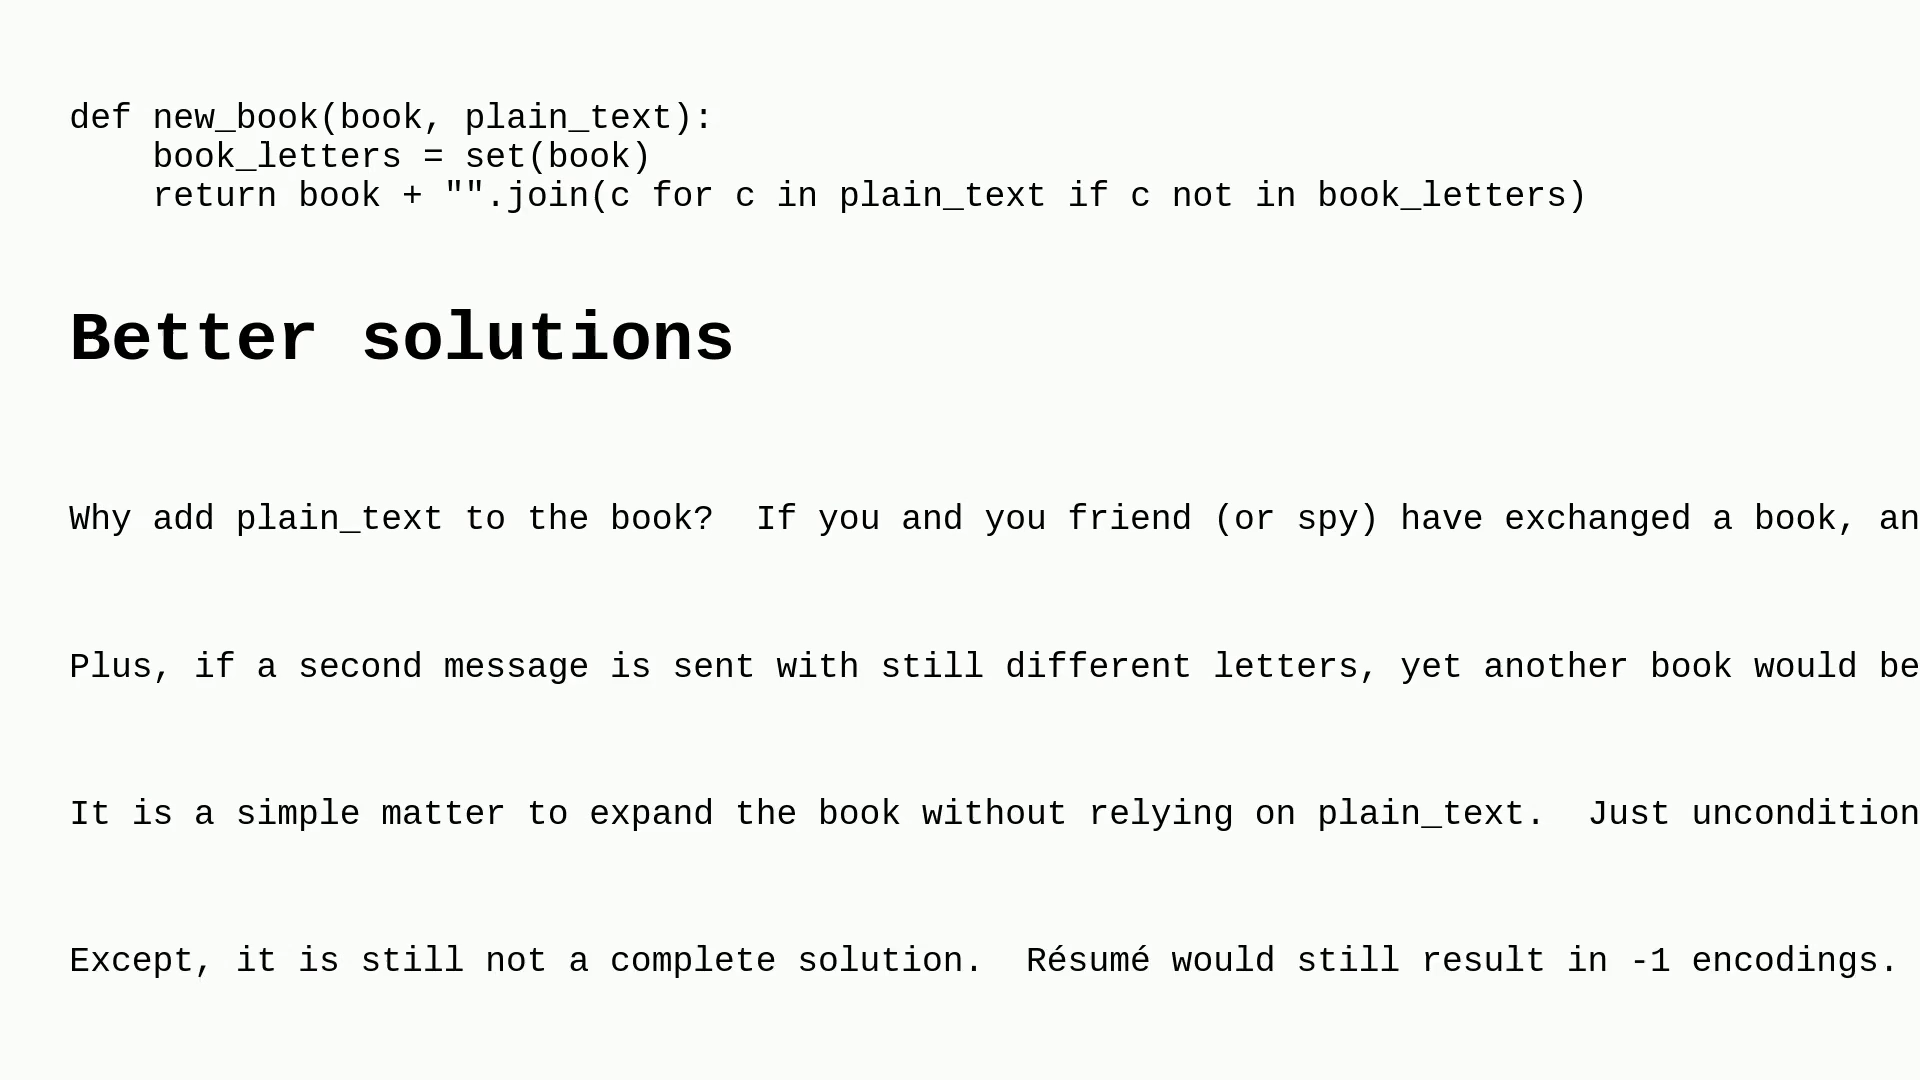 def new_book(book, plain_text):
    book_letters = set(book)
    return book + "".join(c for c in plain_text if c not in book_letters)
Better solutions
Why add plain_text to the book?  If you and you friend (or spy) have exchanged a book, an
Plus, if a second message is sent with still different letters, yet another book would be
It is a simple matter to expand the book without relying on plain_text.  Just uncondition
Except, it is still not a complete solution.  Résumé would still result in -1 encodings.